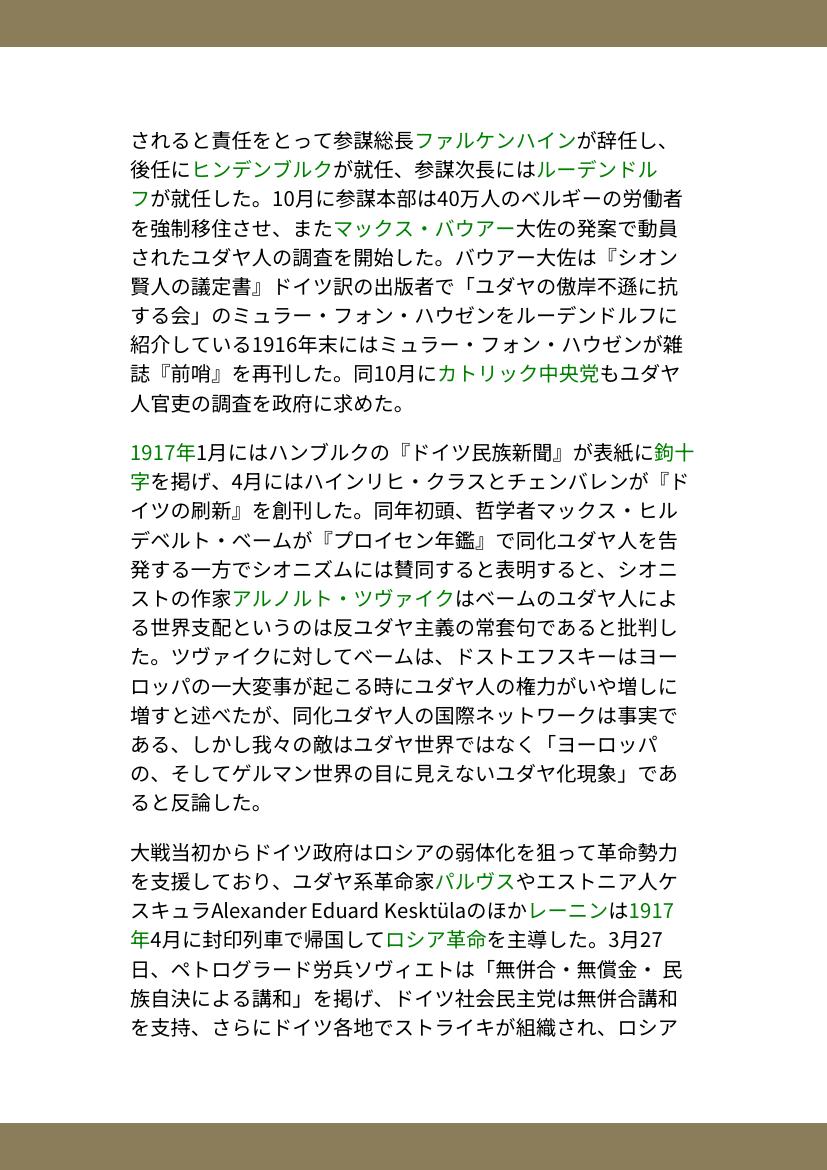 されると責任をとって参謀総長ファルケンハインが辞任し、
後任にヒンデンブルクが就任、参謀次長にはルーデンドル
フが就任した。10月に参謀本部は40万人のベルギーの労働者
を強制移住させ、またマックス・バウアー大佐の発案で動員
されたユダヤ人の調査を開始した。バウアー大佐は『シオン
賢人の議定書』ドイツ訳の出版者で「ユダヤの傲岸不遜に抗
する会」のミュラー・フォン・ハウゼンをルーデンドルフに
紹介している1916年末にはミュラー・フォン・ハウゼンが雑
誌『前哨』を再刊した。同10月にカトリック中央党もユダヤ
人官吏の調査を政府に求めた。
1917年1月にはハンブルクの『ドイツ民族新聞』が表紙に鉤十
字を掲げ、4月にはハインリヒ・クラスとチェンバレンが『ド
イツの刷新』を創刊した。同年初頭、哲学者マックス・ヒル
デベルト・ベームが『プロイセン年鑑』で同化ユダヤ人を告
発する一方でシオニズムには賛同すると表明すると、シオニ
ストの作家アルノルト・ツヴァイクはベームのユダヤ人によ
る世界支配というのは反ユダヤ主義の常套句であると批判し
た。ツヴァイクに対してベームは、ドストエフスキーはヨー
ロッパの一大変事が起こる時にユダヤ人の権力がいや増しに
増すと述べたが、同化ユダヤ人の国際ネットワークは事実で
ある、しかし我々の敵はユダヤ世界ではなく「ヨーロッパ
の、そしてゲルマン世界の目に見えないユダヤ化現象」であ
ると反論した。
大戦当初からドイツ政府はロシアの弱体化を狙って革命勢力
を支援しており、ユダヤ系革命家パルヴスやエストニア人ケ
スキュラAlexander Eduard Kesktülaのほかレーニンは1917
年4月に封印列車で帰国してロシア革命を主導した。3月27
日、ペトログラード労兵ソヴィエトは「無併合・無償金・ 民
族自決による講和」を掲げ、ドイツ社会民主党は無併合講和
を支持、さらにドイツ各地でストライキが組織され、ロシア